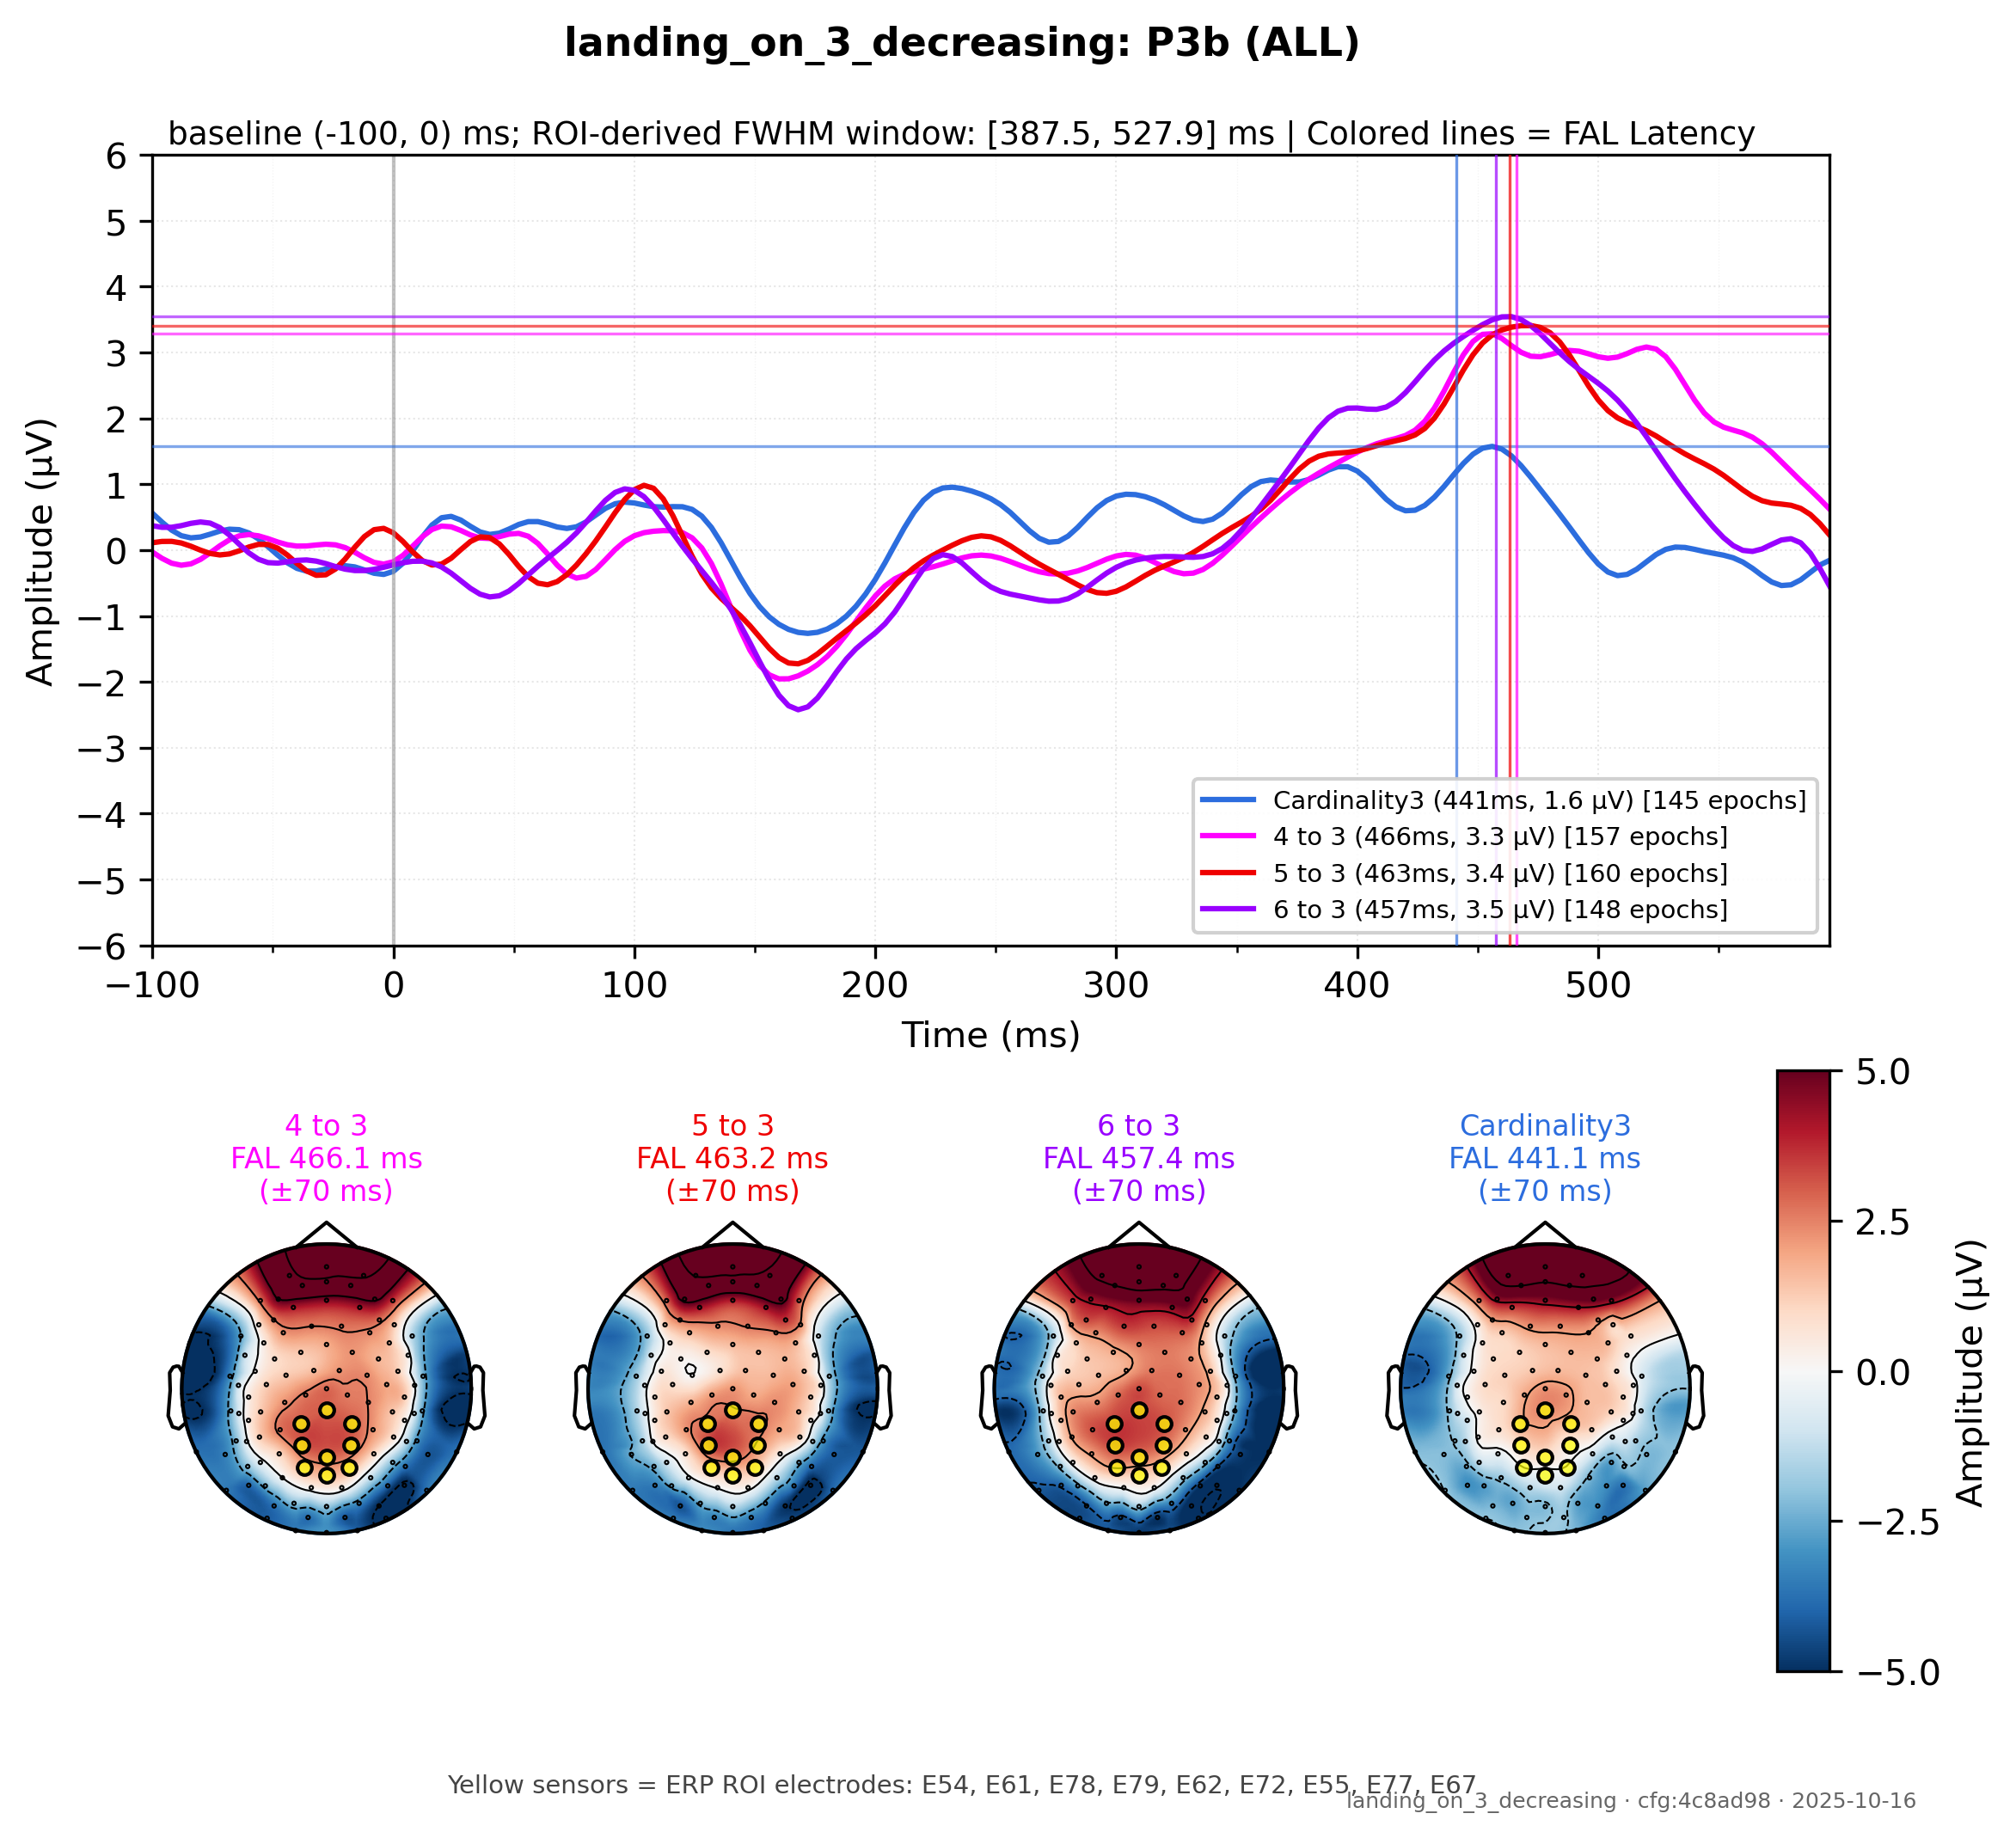 landing_on_3_decreasing: P3b (ALL)
baseline (-100, 0) ms; ROI-derived FWHM window: [387.5, 527.9] ms | Colored lines = FAL Latency
6
5
4
3
2
1
0
−1
−2
−3
−4
−5
−6
Amplitude (µV)
Cardinality3 (441ms, 1.6 µV) [145 epochs]
4 to 3 (466ms, 3.3 µV) [157 epochs]
5 to 3 (463ms, 3.4 µV) [160 epochs]
6 to 3 (457ms, 3.5 µV) [148 epochs]
−100 0 100 200 300 400 500
Time (ms)
4 to 3
FAL 466.1 ms
(±70 ms)
5 to 3
FAL 463.2 ms
(±70 ms)
6 to 3
FAL 457.4 ms
(±70 ms)
Cardinality3
FAL 441.1 ms
(±70 ms)
5.0
2.5
0.0
−2.5
−5.0
Amplitude (µV)
Yellow sensors = ERP ROI electrodes: E54, E61, E78, E79, E62, E72, E55, E77, E67
landing_on_3_decreasing · cfg:4c8ad98 · 2025-10-16